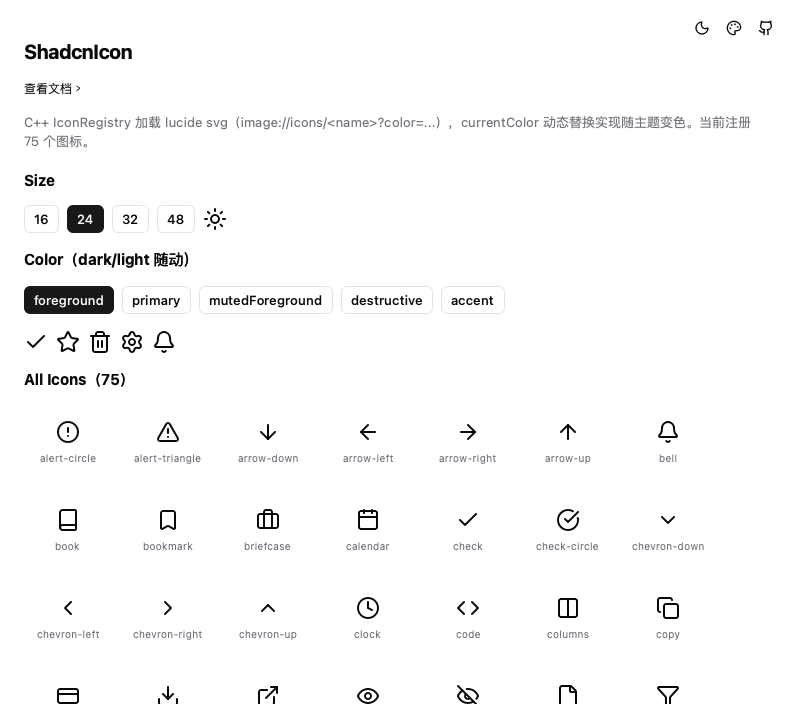 ShadcnIcon
查看文档 ›
C++ IconRegistry 加载 lucide svg（image://icons/<name>?color=...），currentColor 动态替换实现随主题变色。当前注册
75 个图标。
Size
16 24 32 48
Color（dark/light 随动）
foreground primary mutedForeground destructive accent
All Icons（75）
alert-circle alert-triangle arrow-down arrow-left arrow-right arrow-up bell
book bookmark briefcase calendar check check-circle chevron-down
chevron-left chevron-right chevron-up clock code columns copy